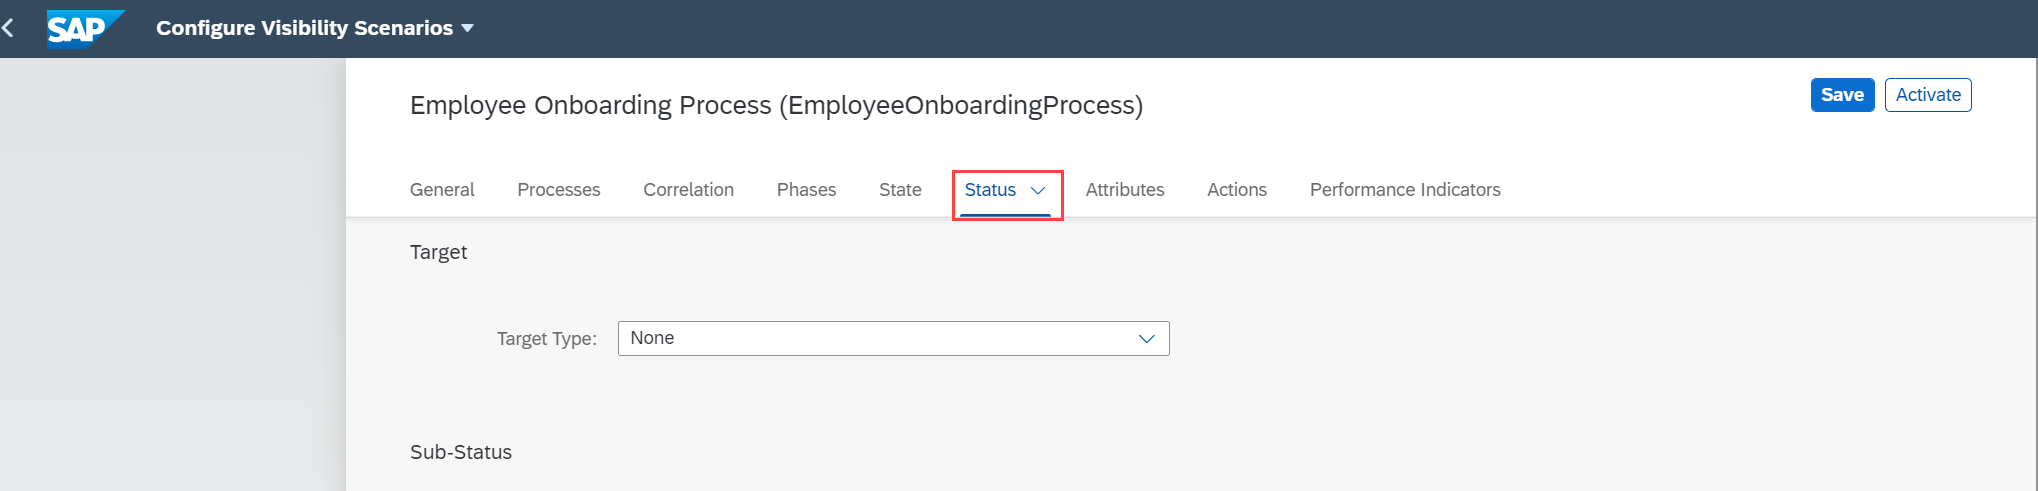 SAP Configure Visibility Scenarios
Employee Onboarding Process (EmployeeOnboardingProcess) Save Activate
General Processes Correlation Phases State Status Attributes Actions Performance Indicators
Target
Target Type: None
Sub-Status